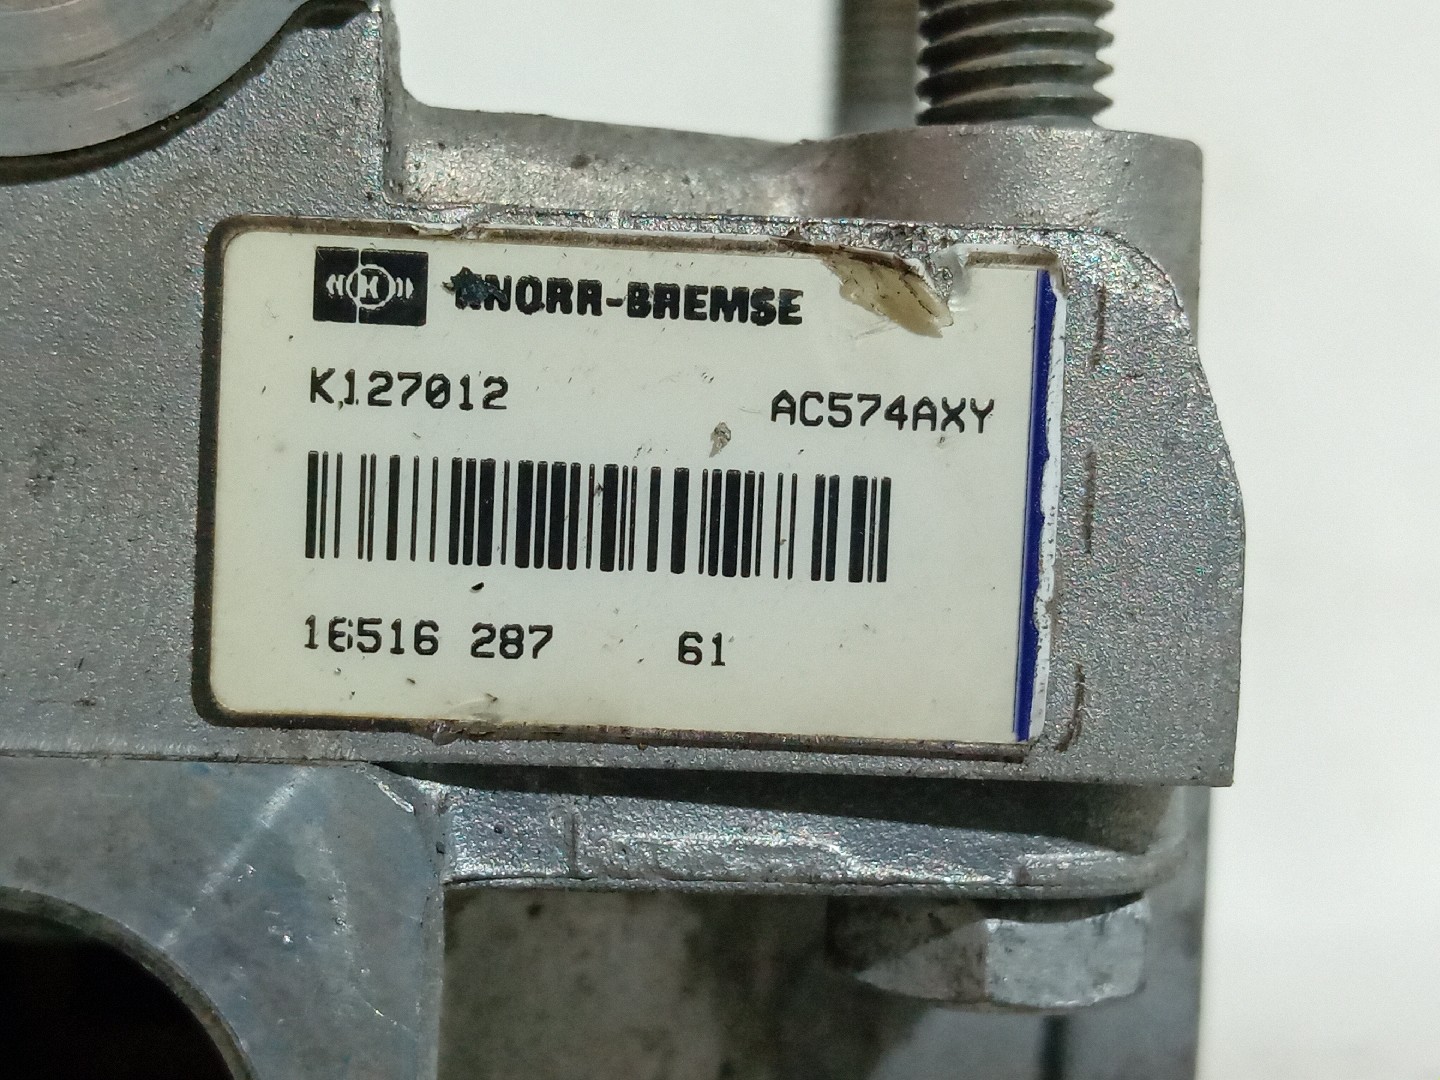 K KNORR-BREMSE
K127012 AC574AXY
16516 287 61